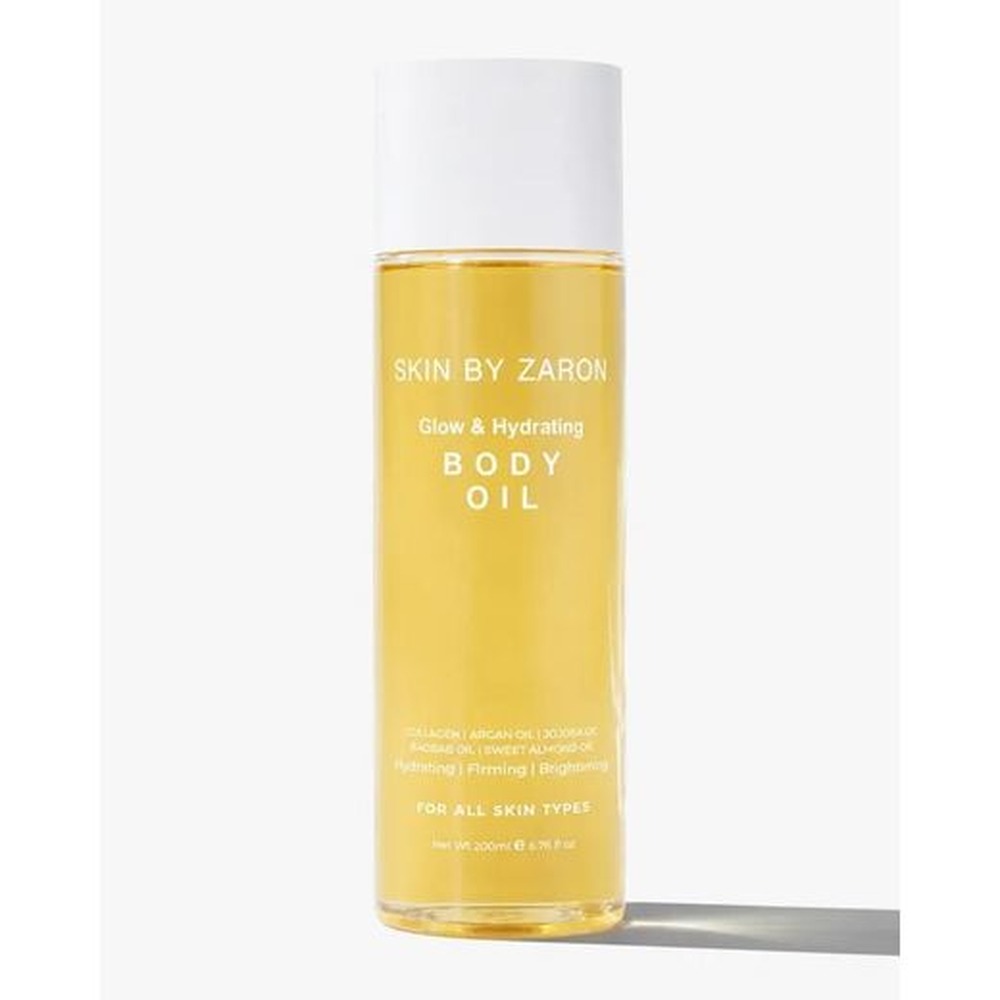 SKIN BY ZARON
Glow & Hydrating
BODY
OIL
COLLAGEN | ARGAN OIL | JOJOBA OIL
BAOBAB OIL | SWEET ALMOND OIL
Hydrating | Firming | Brightening
FOR ALL SKIN TYPES
Net Wt 200ml e 6.76 fl oz